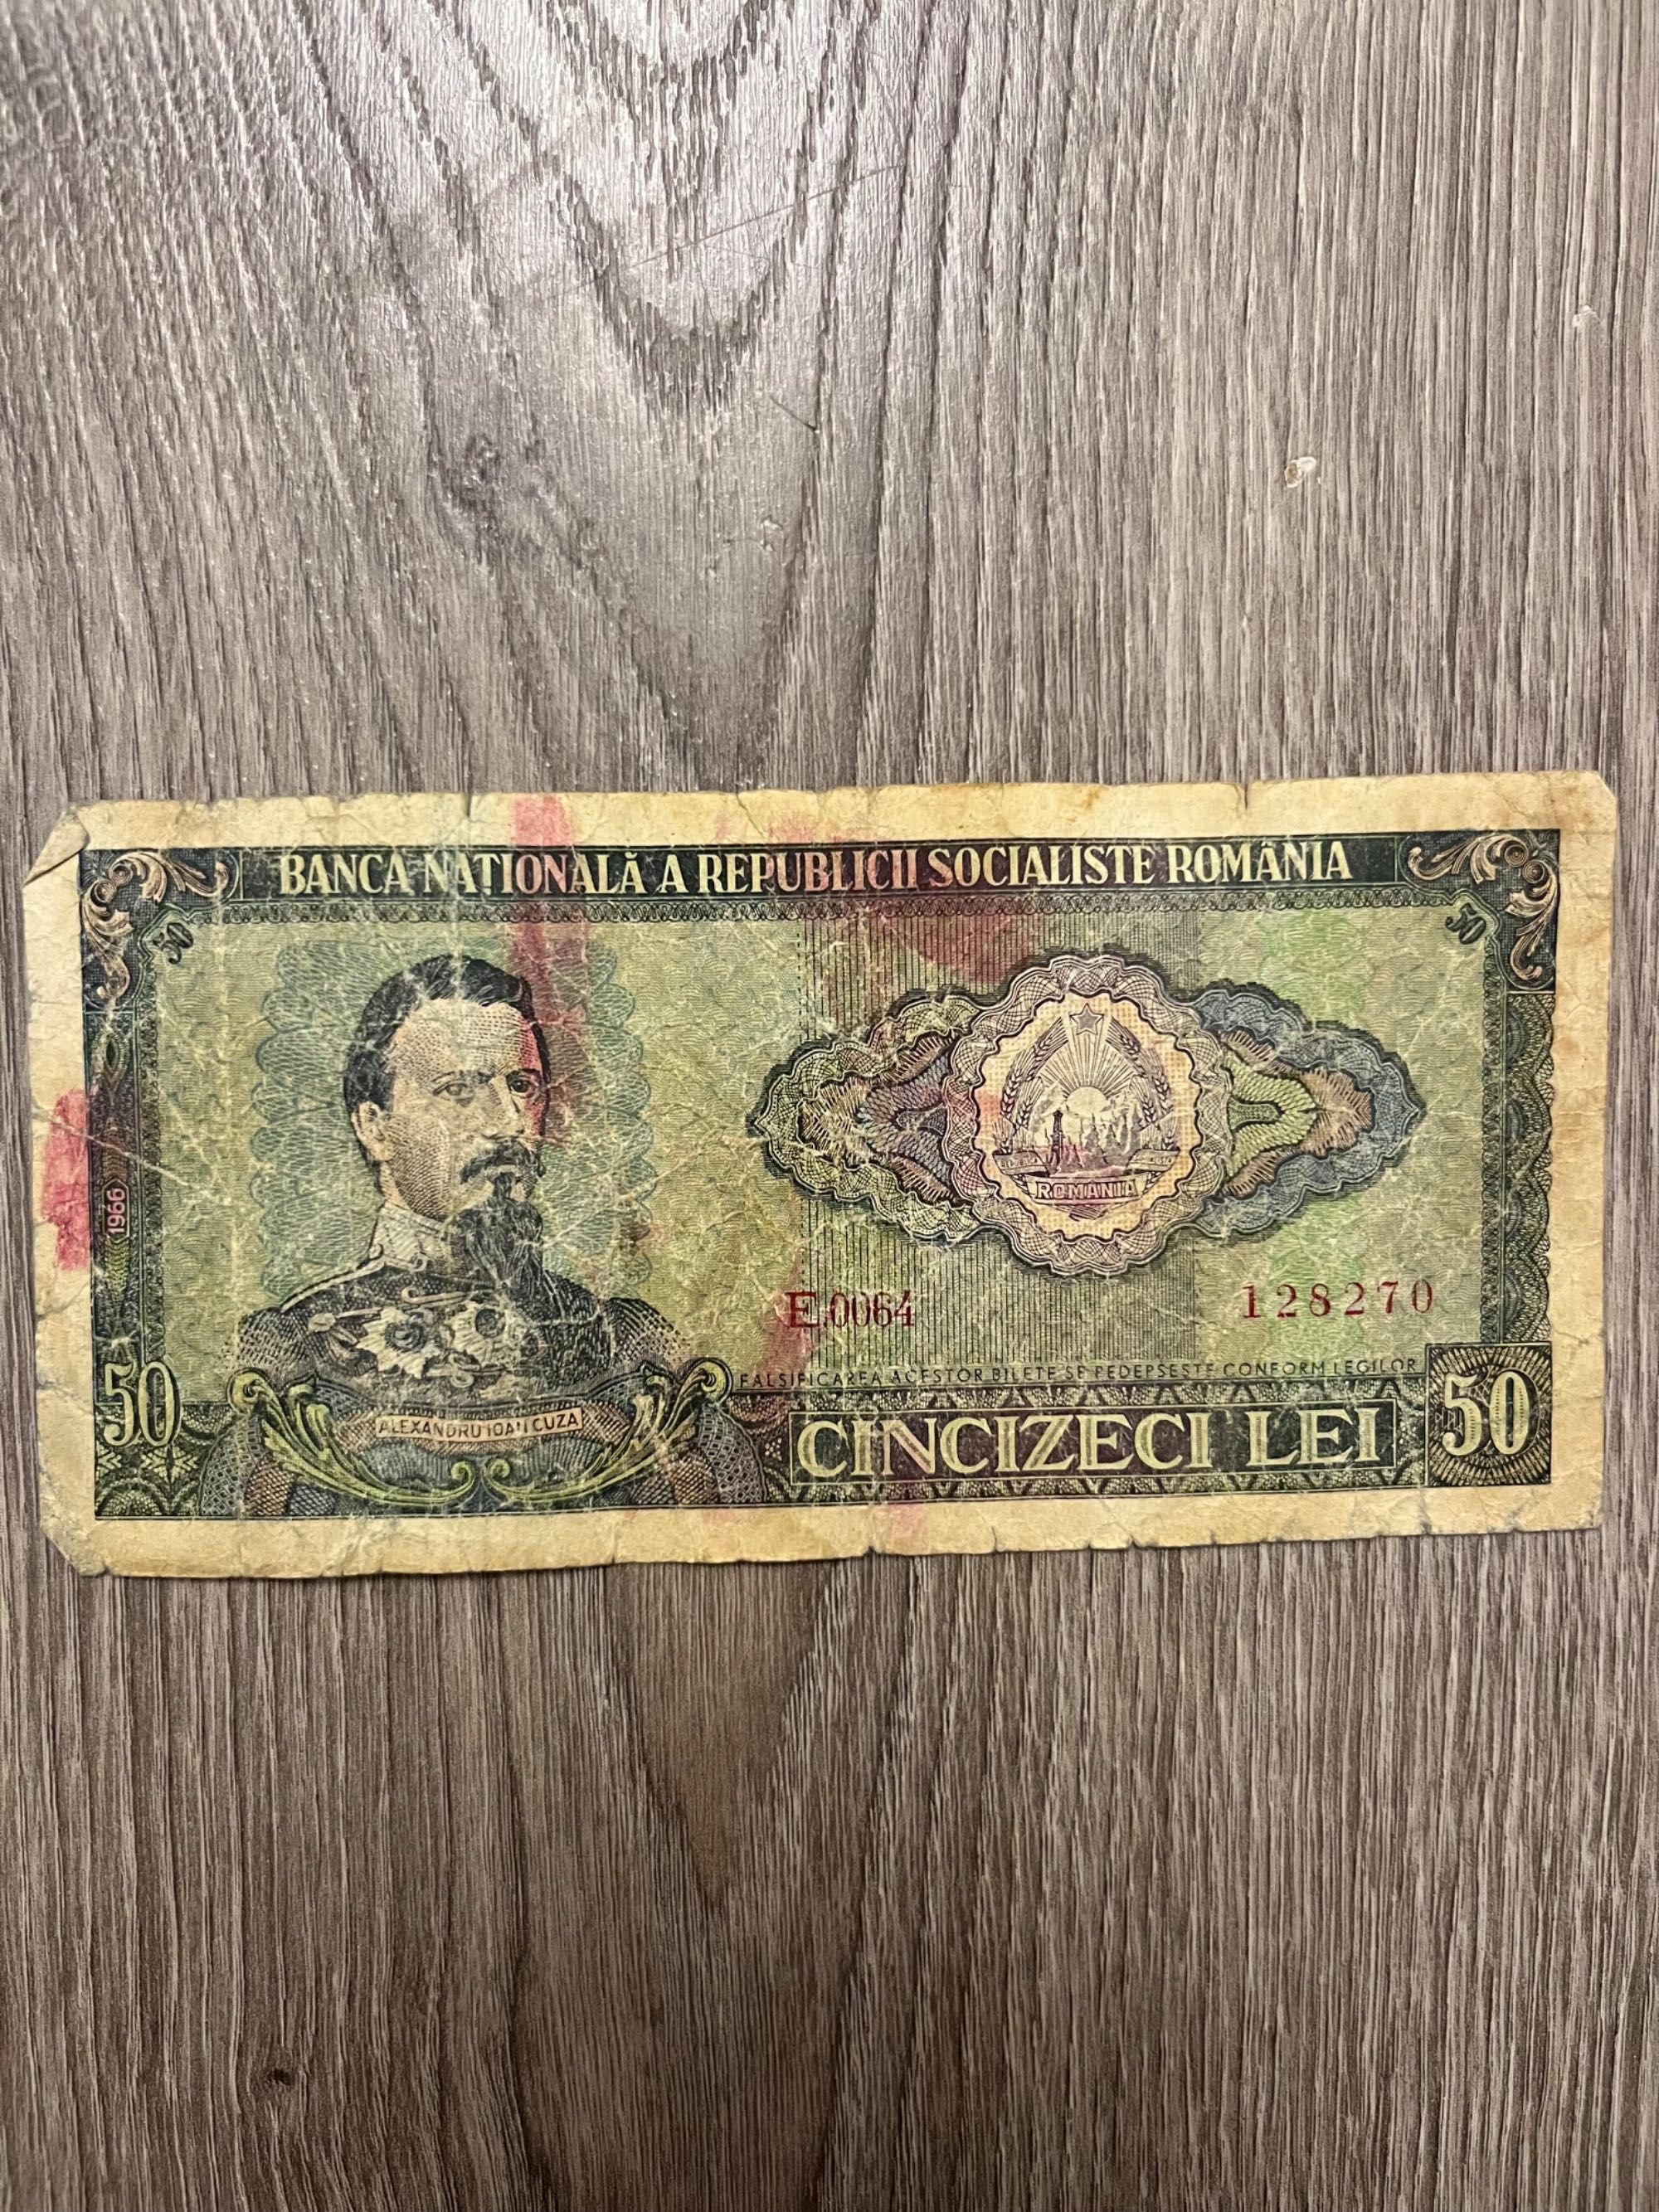 BANCA NAȚIONALĂ A REPUBLICII SOCIALISTE ROMÂNIA
50
50
1966
ROMANIA
E.0064
128270
FALSIFICAREA ACESTOR BILETE SE PEDEPSEȘTE CONFORM LEGILOR
50
ALEXANDRU IOAN CUZA
CINCIZECI LEI
50